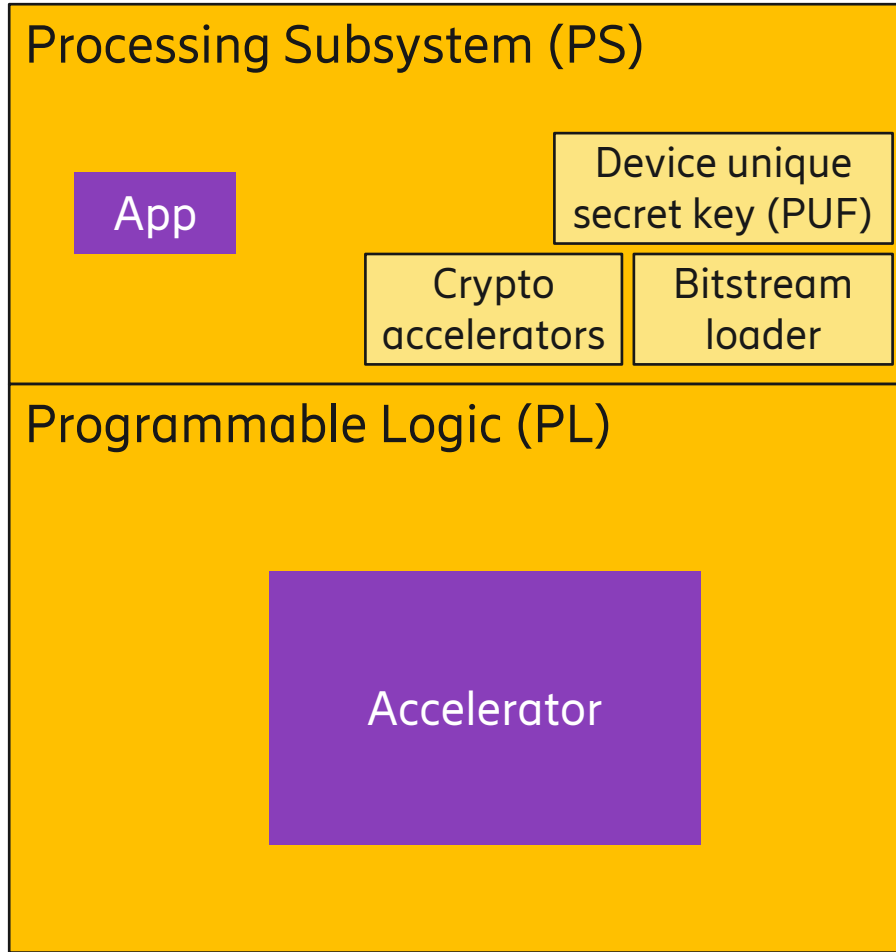 Processing Subsystem (PS)
App
Device unique
secret key (PUF)
Crypto
accelerators
Bitstream
loader
Programmable Logic (PL)
Accelerator